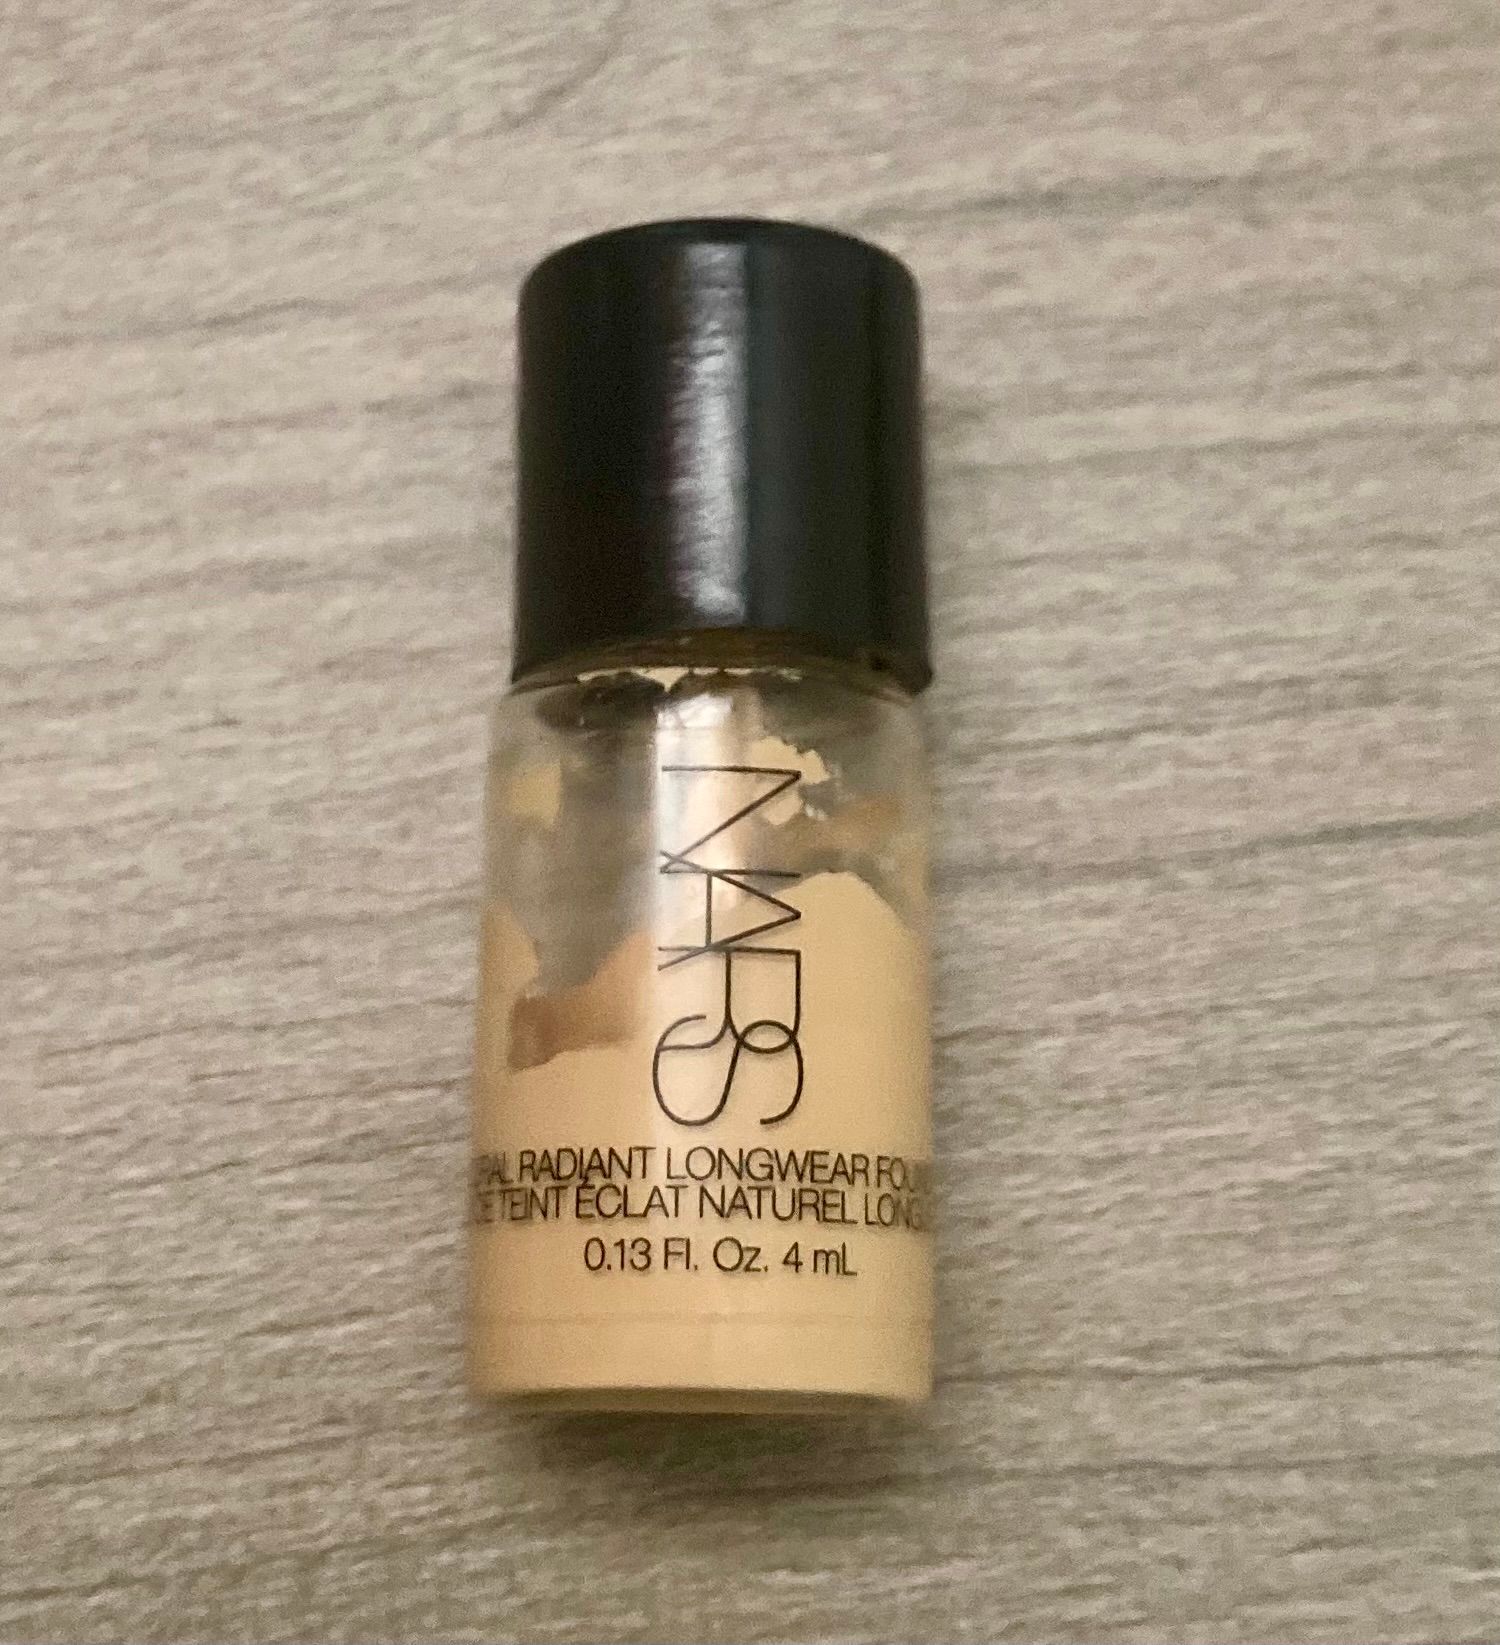 NARS
RADIANT LONGWEAR
TEINT ÉCLAT NATUREL
0.13 Fl. Oz. 4 mL